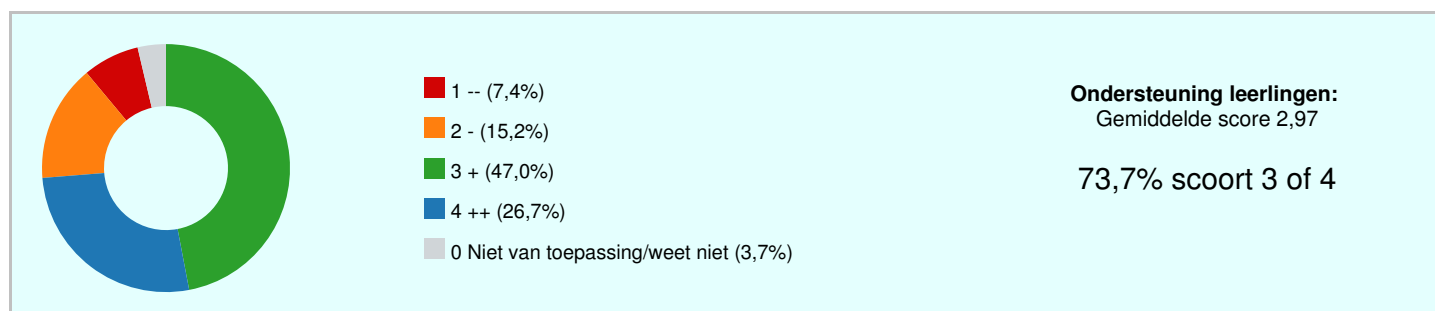 1 -- (7,4%)
2 - (15,2%)
3 + (47,0%)
4 ++ (26,7%)
0 Niet van toepassing/weet niet (3,7%)
Ondersteuning leerlingen:
Gemiddelde score 2,97
73,7% scoort 3 of 4